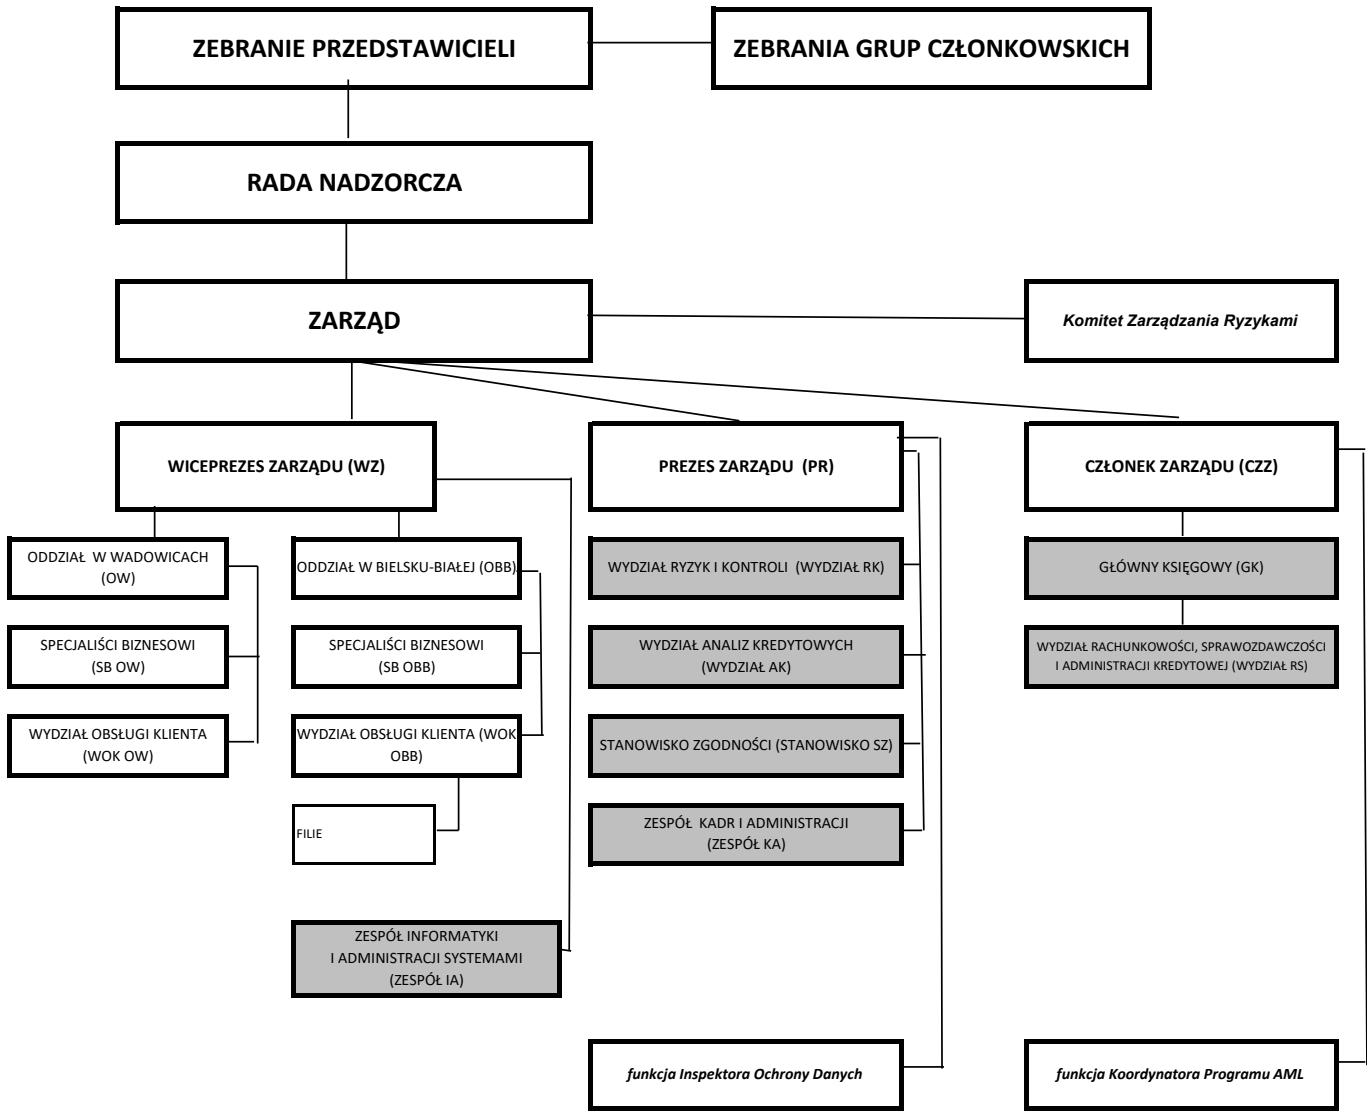 ZEBRANIE PRZEDSTAWICIELI
ZEBRANIA GRUP CZŁONKOWSKICH
RADA NADZORCZA
ZARZĄD
Komitet Zarządzania Ryzykami
WICEPREZES ZARZĄDU (WZ)
PREZES ZARZĄDU (PR)
CZŁONEK ZARZĄDU (CZZ)
ODDZIAŁ W WADOWICACH
(OW)
ODDZIAŁ W BIELSKU-BIAŁEJ (OBB)
WYDZIAŁ RYZYK I KONTROLI (WYDZIAŁ RK)
GŁÓWNY KSIĘGOWY (GK)
SPECJALIŚCI BIZNESOWI
(SB OW)
SPECJALIŚCI BIZNESOWI
(SB OBB)
WYDZIAŁ ANALIZ KREDYTOWYCH
(WYDZIAŁ AK)
WYDZIAŁ RACHUNKOWOŚCI, SPRAWOZDAWCZOŚCI
I ADMINISTRACJI KREDYTOWEJ (WYDZIAŁ RS)
WYDZIAŁ OBSŁUGI KLIENTA
(WOK OW)
WYDZIAŁ OBSŁUGI KLIENTA (WOK
OBB)
STANOWISKO ZGODNOŚCI (STANOWISKO SZ)
FILIE
ZESPÓŁ KADR I ADMINISTRACJI
(ZESPÓŁ KA)
ZESPÓŁ INFORMATYKI
I ADMINISTRACJI SYSTEMAMI
(ZESPÓŁ IA)
funkcja Inspektora Ochrony Danych
funkcja Koordynatora Programu AML